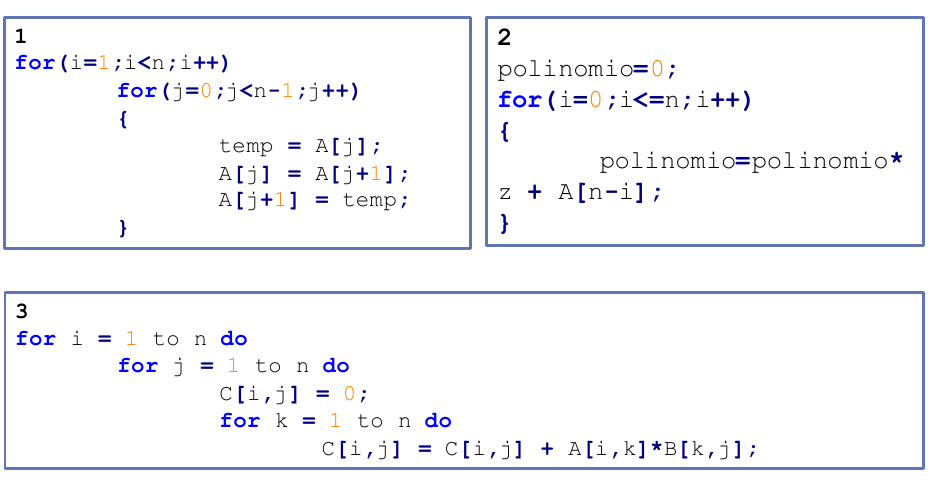 1
for(i=1;i<n;i++)
for(j=0;j<n-1;j++)
{
temp = A[j];
A[j] = A[j+1];
A[j+1] = temp;
}
2
polinomio=0;
for(i=0;i<=n;i++)
{
polinomio=polinomio*
z + A[n-i];
}
3
for i = 1 to n do
for j = 1 to n do
C[i,j] = 0;
for k = 1 to n do
C[i,j] = C[i,j] + A[i,k]*B[k,j];